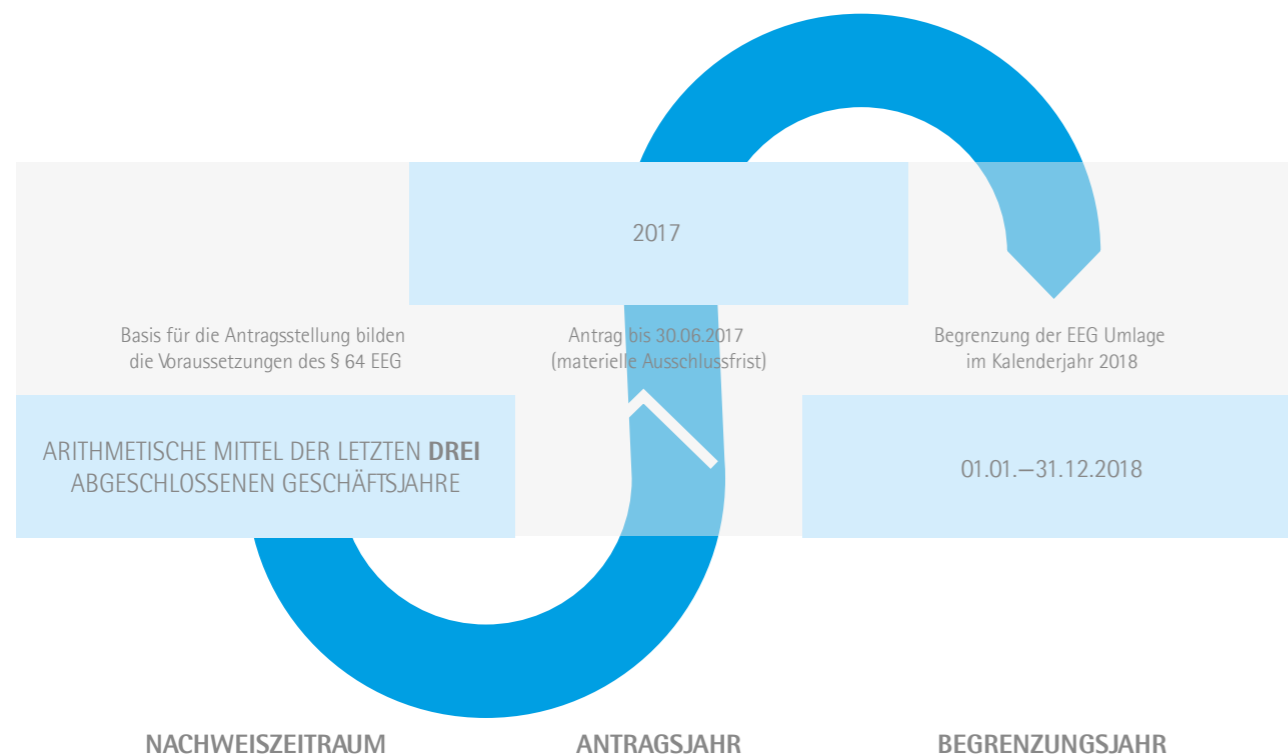 2017
Basis für die Antragsstellung bilden
die Voraussetzungen des § 64 EEG
Antrag bis 30.06.2017
(materielle Ausschlussfrist)
Begrenzung der EEG Umlage
im Kalenderjahr 2018
ARITHMETISCHE MITTEL DER LETZTEN DREI
ABGESCHLOSSENEN GESCHÄFTSJAHRE
01.01.—31.12.2018
NACHWEISZEITRAUM
ANTRAGSJAHR
BEGRENZUNGSJAHR